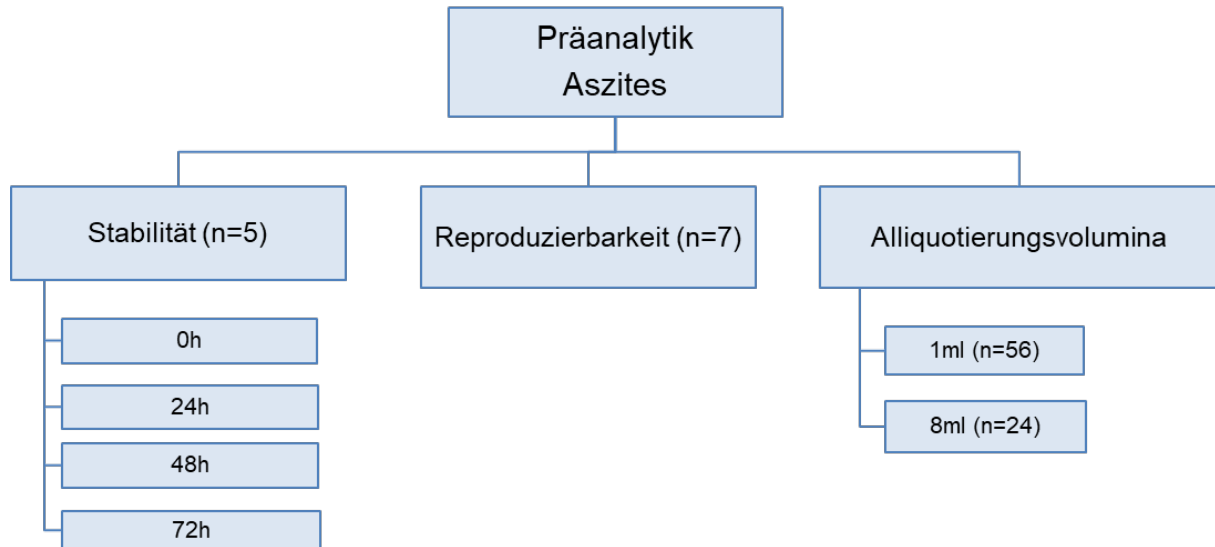 Präanalytik
Aszites
Stabilität (n=5)
Reproduzierbarkeit (n=7)
Alliquotierungsvolumina
0h
24h
48h
72h
1ml (n=56)
8ml (n=24)